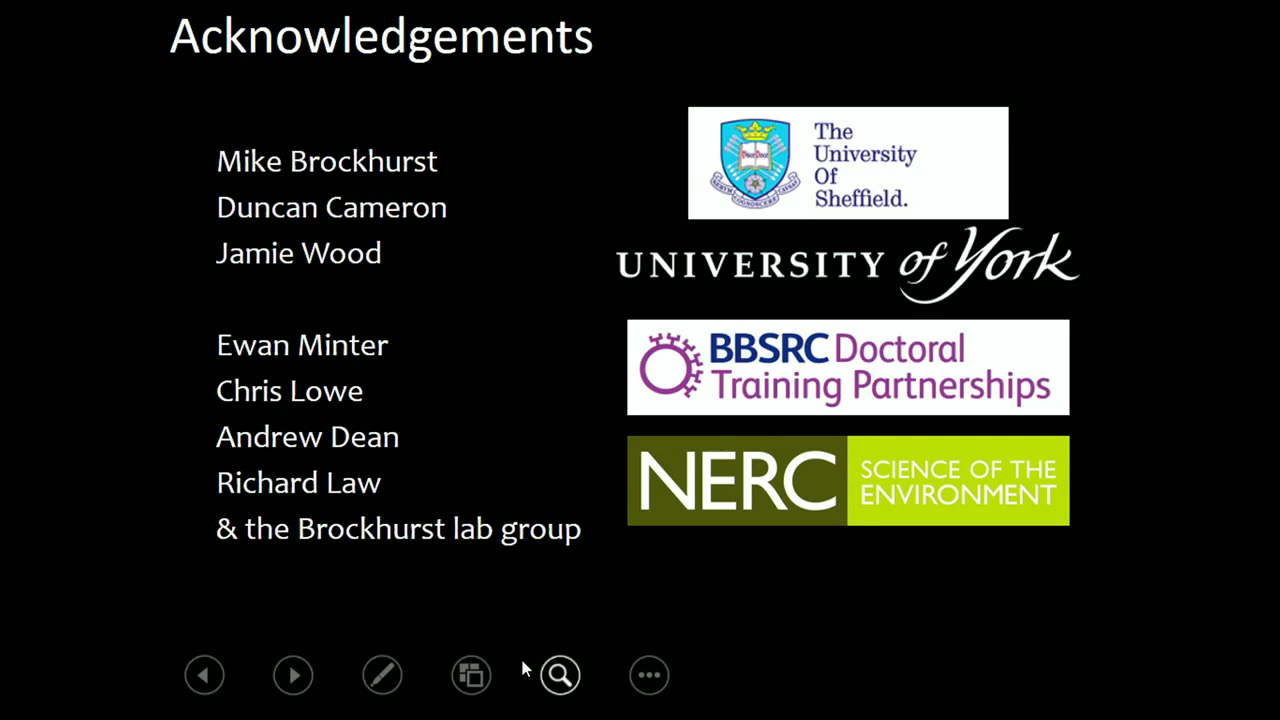 Acknowledgements
Mike Brockhurst
Duncan Cameron
Jamie Wood
Ewan Minter
Chris Lowe
Andrew Dean
Richard Law
& the Brockhurst lab group
The
University
Of
Sheffield.
UNIVERSITY of York
BBSRC Doctoral
Training Partnerships
NERC
SCIENCE OF THE
ENVIRONMENT